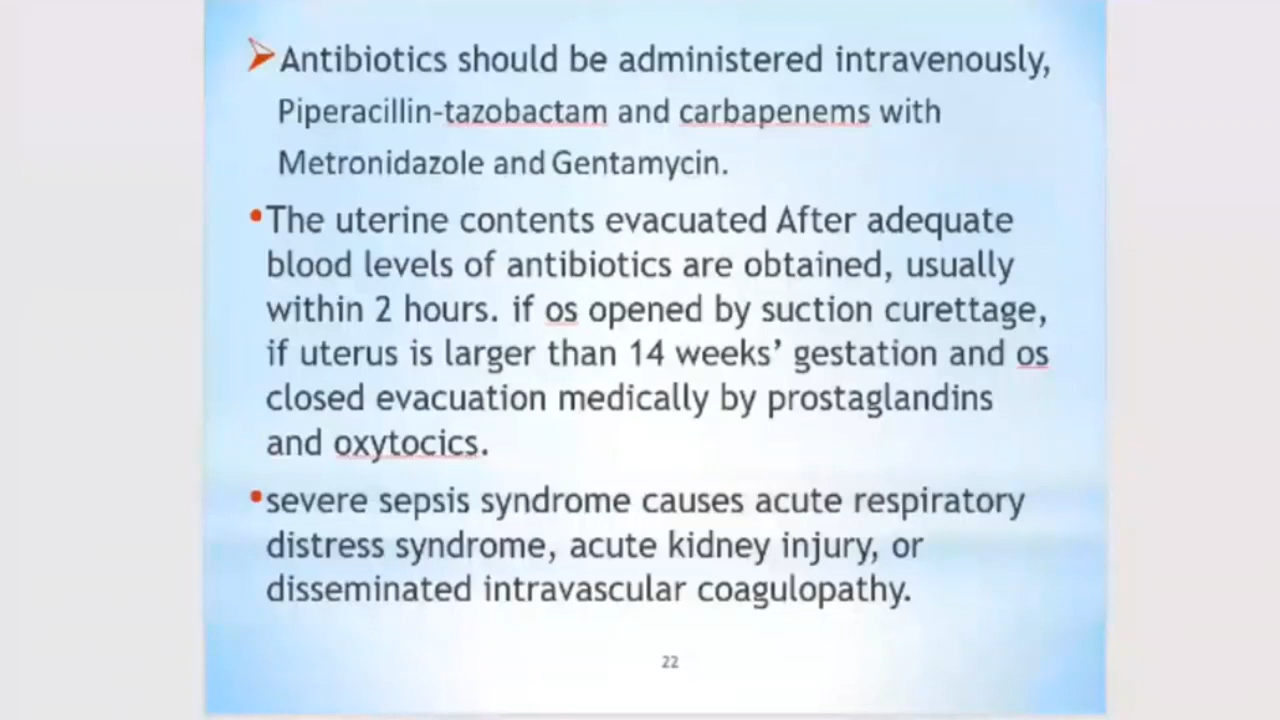 Antibiotics should be administered intravenously,
Piperacillin-tazobactam and carbapenems with
Metronidazole and Gentamycin.
•The uterine contents evacuated After adequate
blood levels of antibiotics are obtained, usually
within 2 hours. if os opened by suction curettage,
if uterus is larger than 14 weeks’ gestation and os
closed evacuation medically by prostaglandins
and oxytocics.
•severe sepsis syndrome causes acute respiratory
distress syndrome, acute kidney injury, or
disseminated intravascular coagulopathy.
22